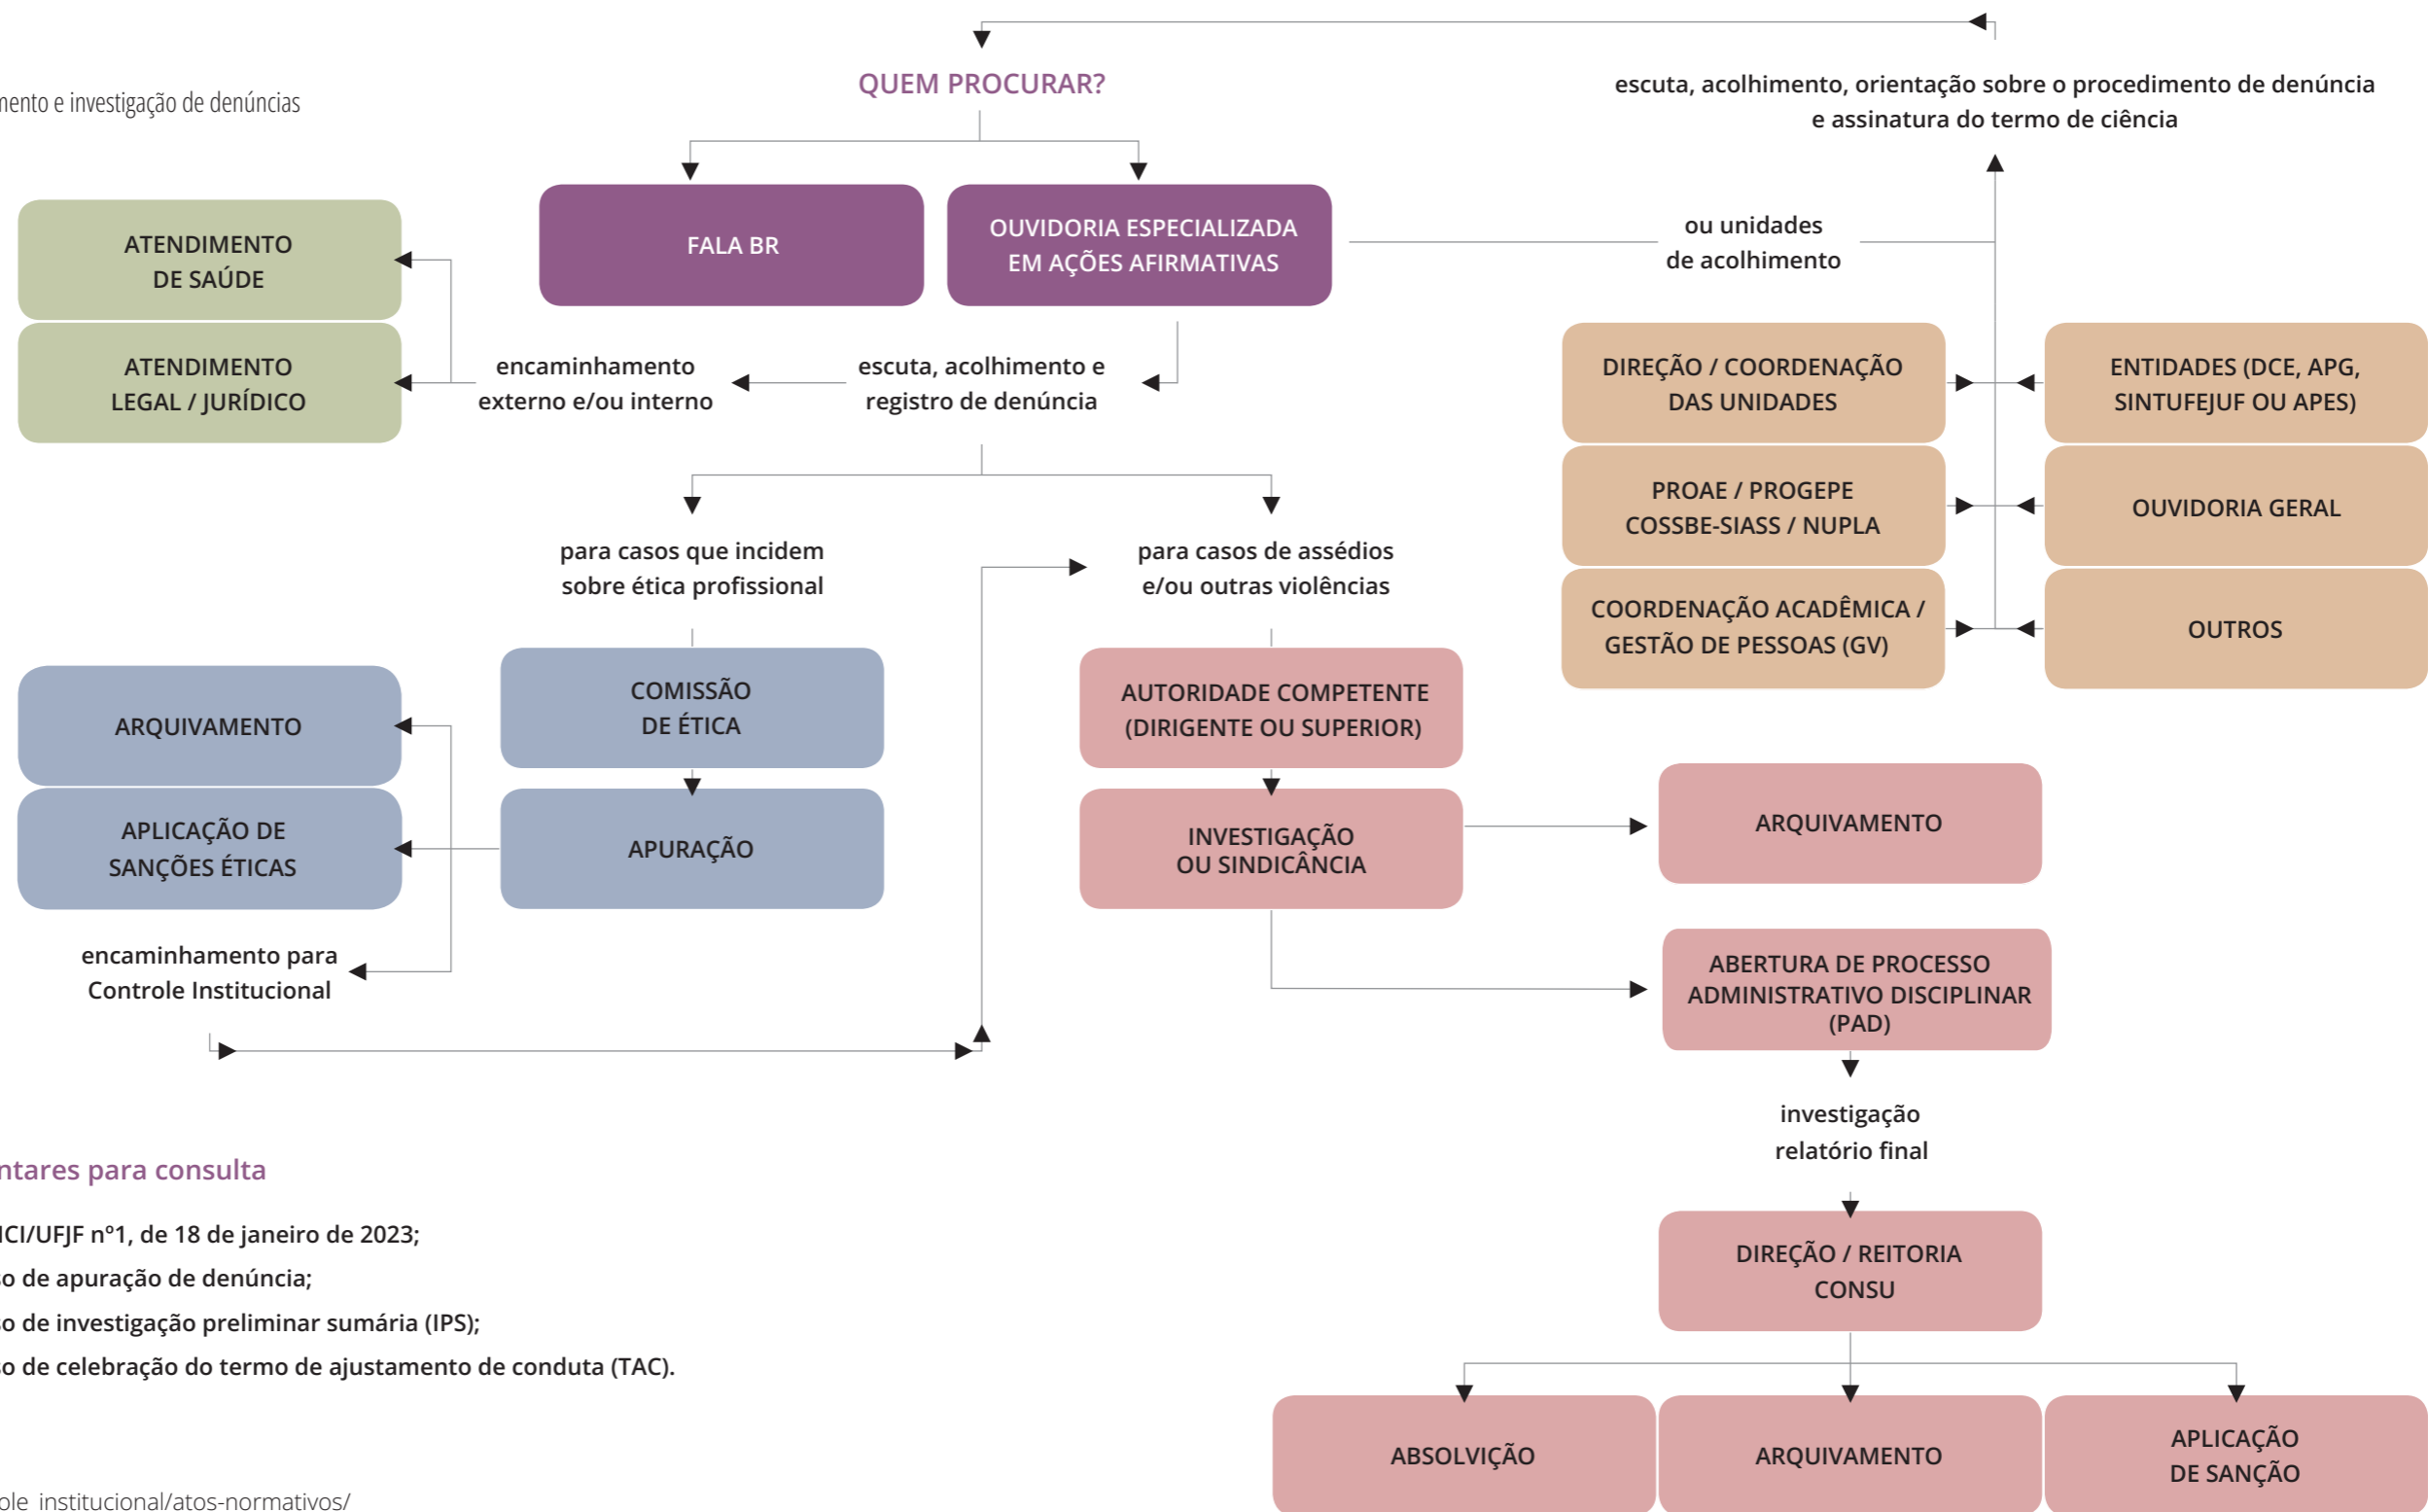 QUEM PROCURAR?
escuta, acolhimento, orientação sobre o procedimento de denúncia
e assinatura do termo de ciência
e investigação de denúncias
FALA BR
OUVIDORIA ESPECIALIZADA
EM AÇÕES AFIRMATIVAS
ou unidades
de acolhimento
ATENDIMENTO
DE SAÚDE
ATENDIMENTO
LEGAL / JURÍDICO
encaminhamento
externo e/ou interno
escuta, acolhimento e
registro de denúncia
DIREÇÃO / COORDENAÇÃO
DAS UNIDADES
ENTIDADES (DCE, APG,
SINTUFEJUF OU APES)
PROAE / PROGEPE
COSSBE-SIASS / NUPLA
OUVIDORIA GERAL
COORDENAÇÃO ACADÊMICA /
GESTÃO DE PESSOAS (GV)
OUTROS
para casos que incidem
sobre ética profissional
para casos de assédios
e/ou outras violências
COMISSÃO
DE ÉTICA
APURAÇÃO
ARQUIVAMENTO
APLICAÇÃO DE
SANÇÕES ÉTICAS
encaminhamento para
Controle Institucional
AUTORIDADE COMPETENTE
(DIRIGENTE OU SUPERIOR)
INVESTIGAÇÃO
OU SINDICÂNCIA
ARQUIVAMENTO
ABERTURA DE PROCESSO
ADMINISTRATIVO DISCIPLINAR
(PAD)
investigação
relatório final
DIREÇÃO / REITORIA
CONSU
ABSOLVIÇÃO
ARQUIVAMENTO
APLICAÇÃO
DE SANÇÃO
ntares para consulta
ICI/UFJF nº1, de 18 de janeiro de 2023;
so de apuração de denúncia;
so de investigação preliminar sumária (IPS);
so de celebração do termo de ajustamento de conduta (TAC).
ole_institucional/atos-normativos/